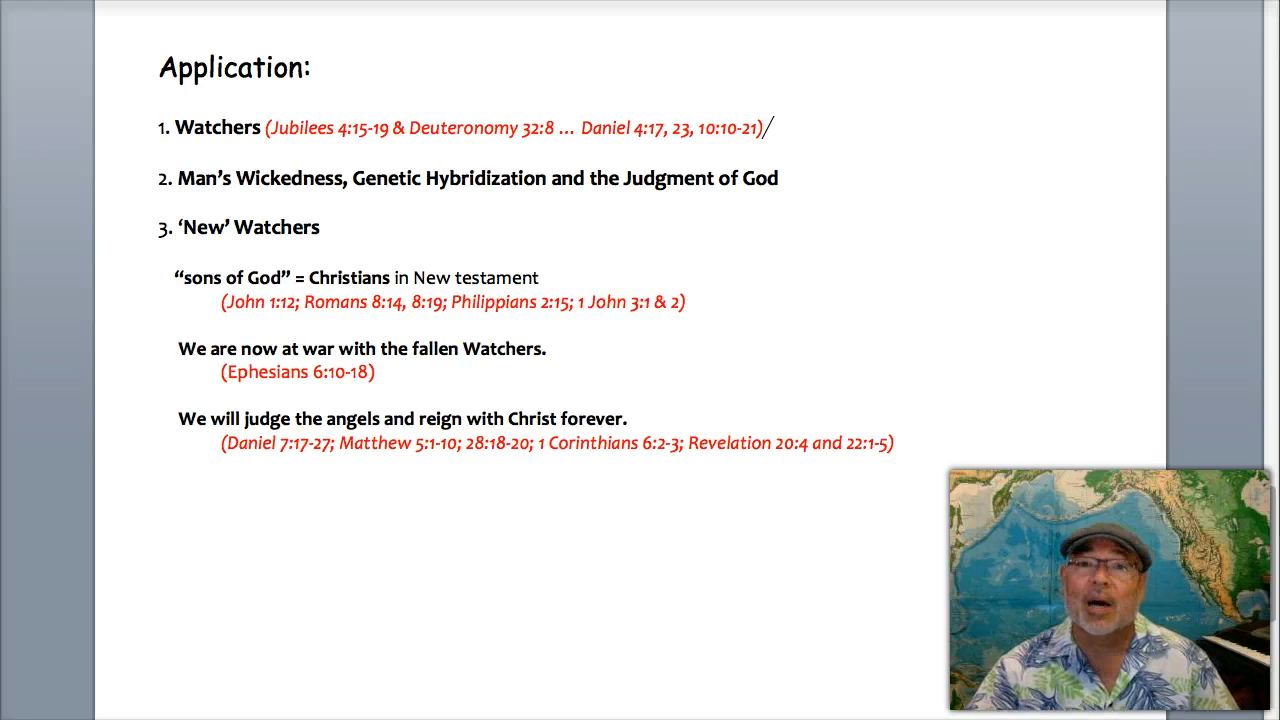 Application:
1. Watchers (Jubilees 4:15-19 & Deuteronomy 32:8 … Daniel 4:17, 23, 10:10-21)/
2. Man’s Wickedness, Genetic Hybridization and the Judgment of God
3. ‘New’ Watchers
“sons of God” = Christians in New testament
(John 1:12; Romans 8:14, 8:19; Philippians 2:15; 1 John 3:1 & 2)
We are now at war with the fallen Watchers.
(Ephesians 6:10-18)
We will judge the angels and reign with Christ forever.
(Daniel 7:17-27; Matthew 5:1-10; 28:18-20; 1 Corinthians 6:2-3; Revelation 20:4 and 22:1-5)